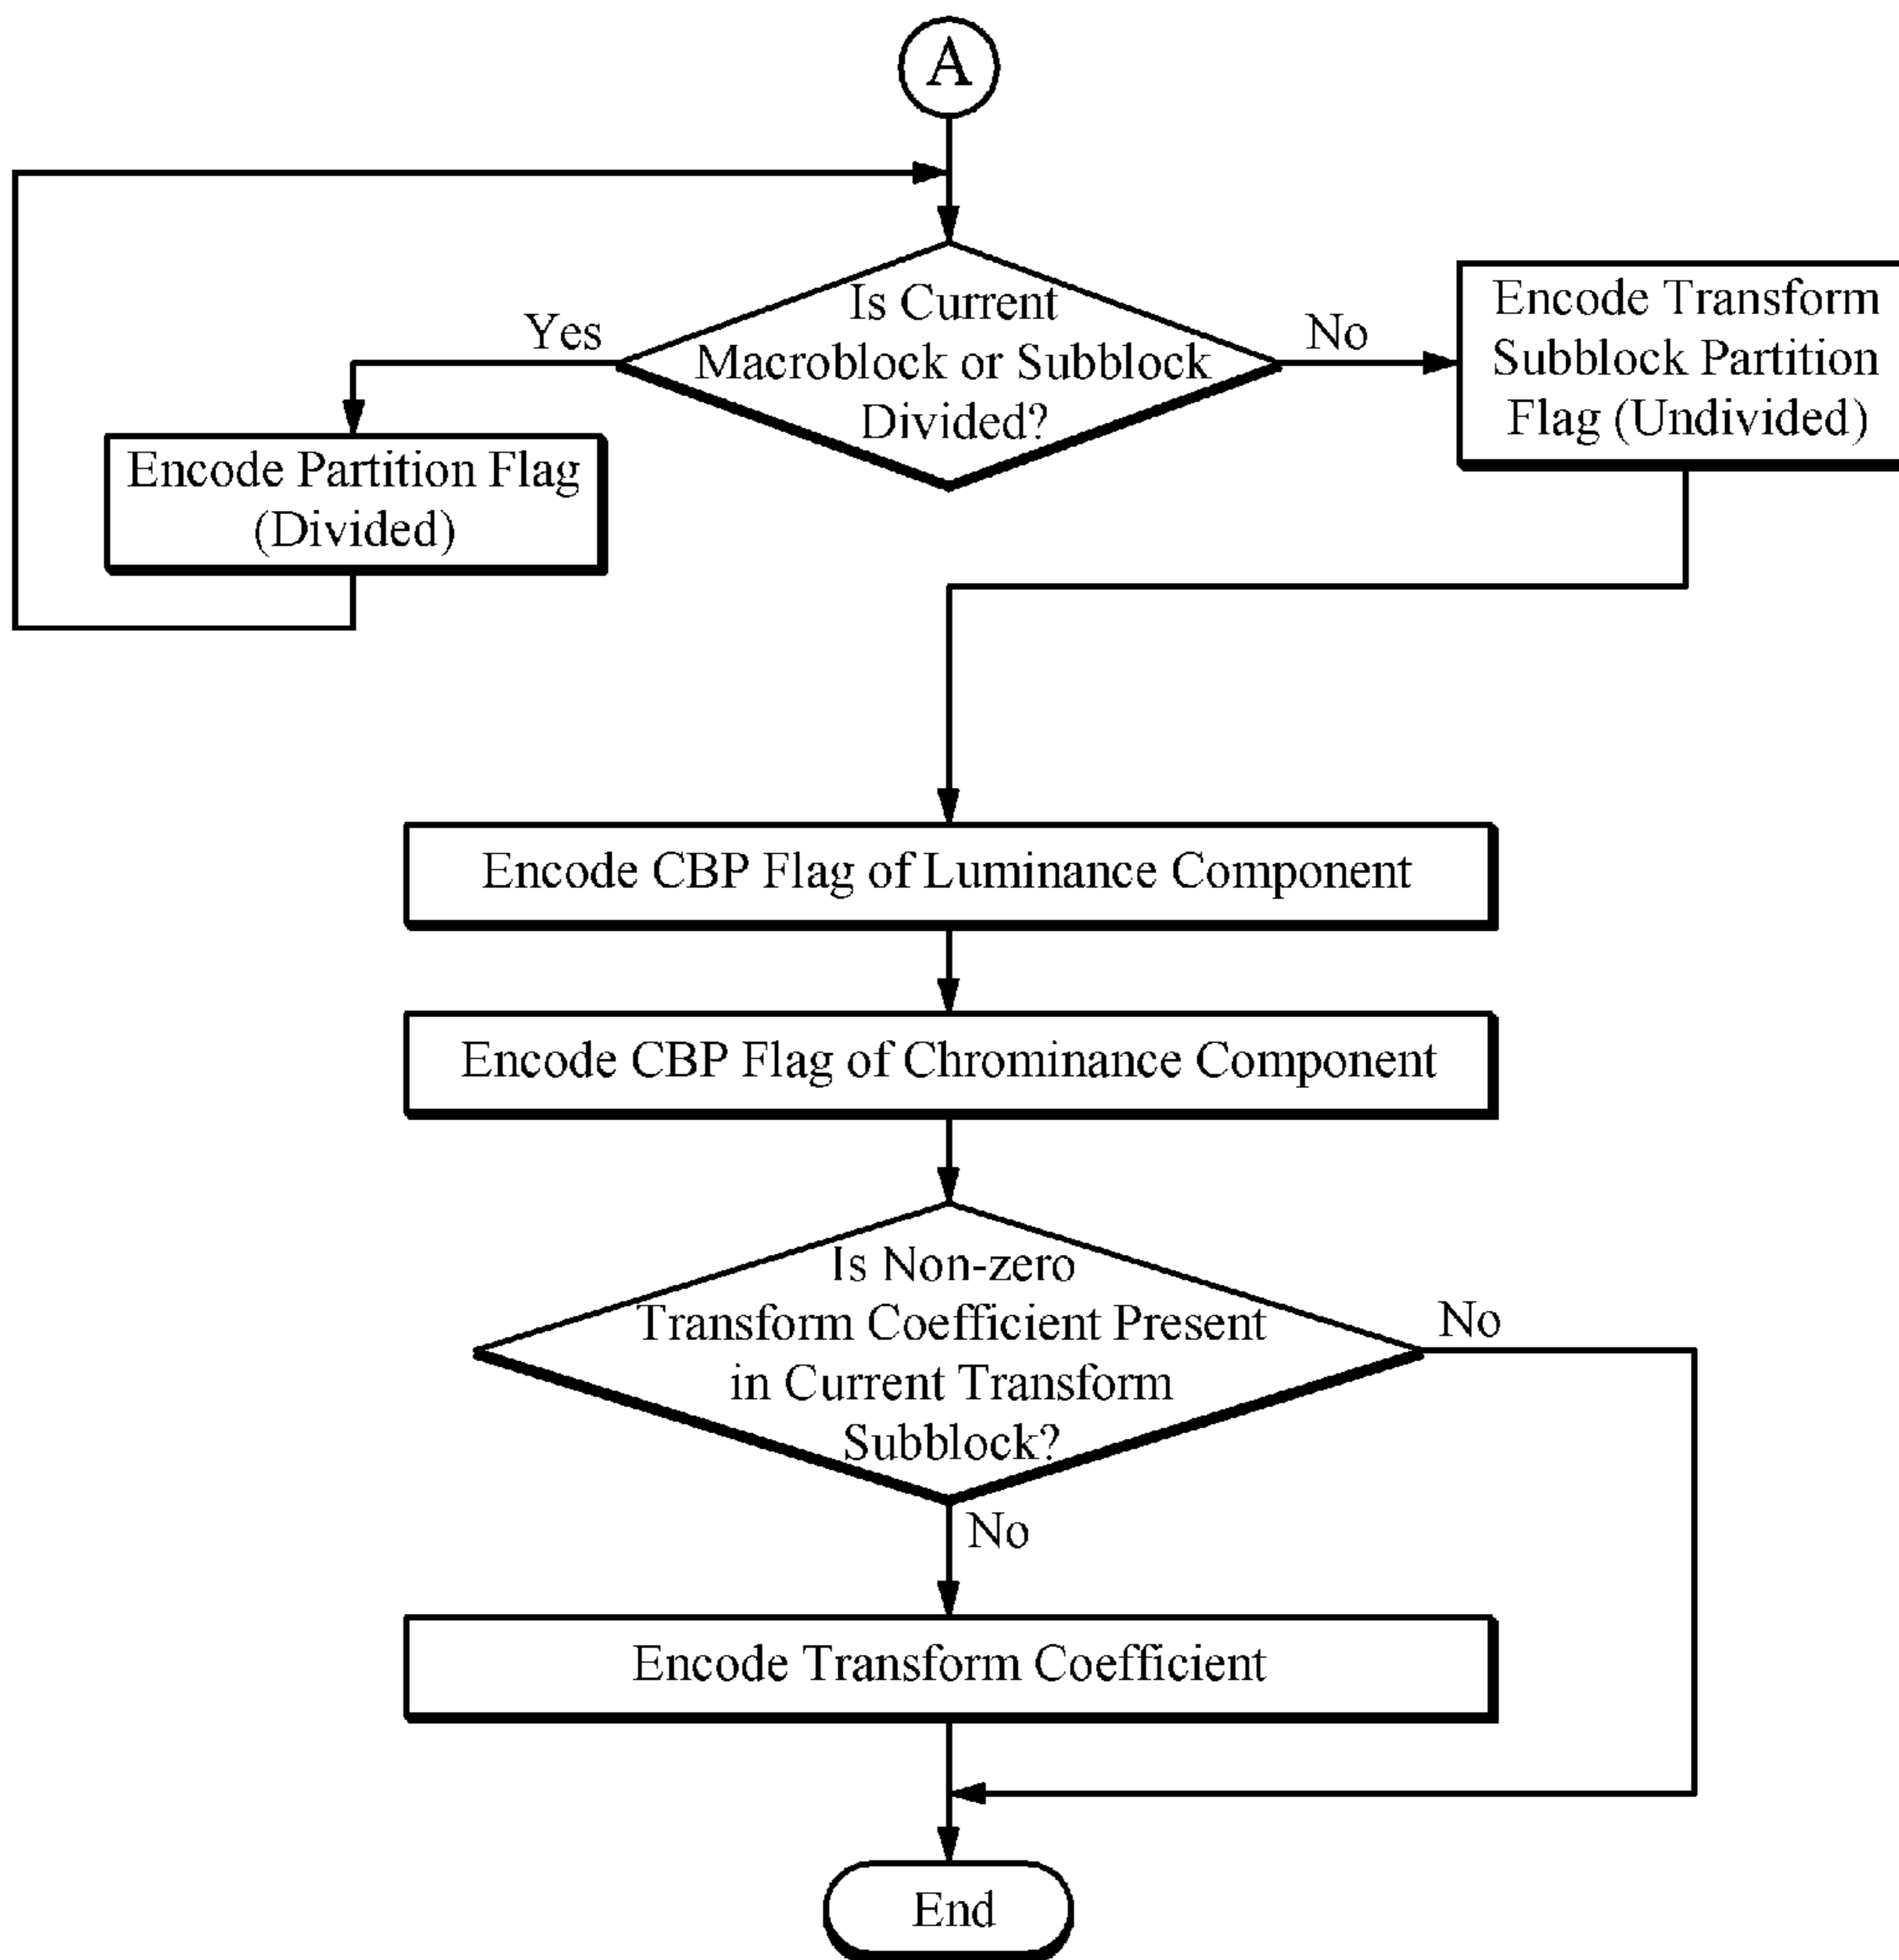 A
Is Current
Macroblock or Subblock
Divided?
Yes
No
Encode Transform
Subblock Partition
Flag (Undivided)
Encode Partition Flag
(Divided)
Encode CBP Flag of Luminance Component
Encode CBP Flag of Chrominance Component
Is Non-zero
Transform Coefficient Present
in Current Transform
Subblock?
No
No
Encode Transform Coefficient
End